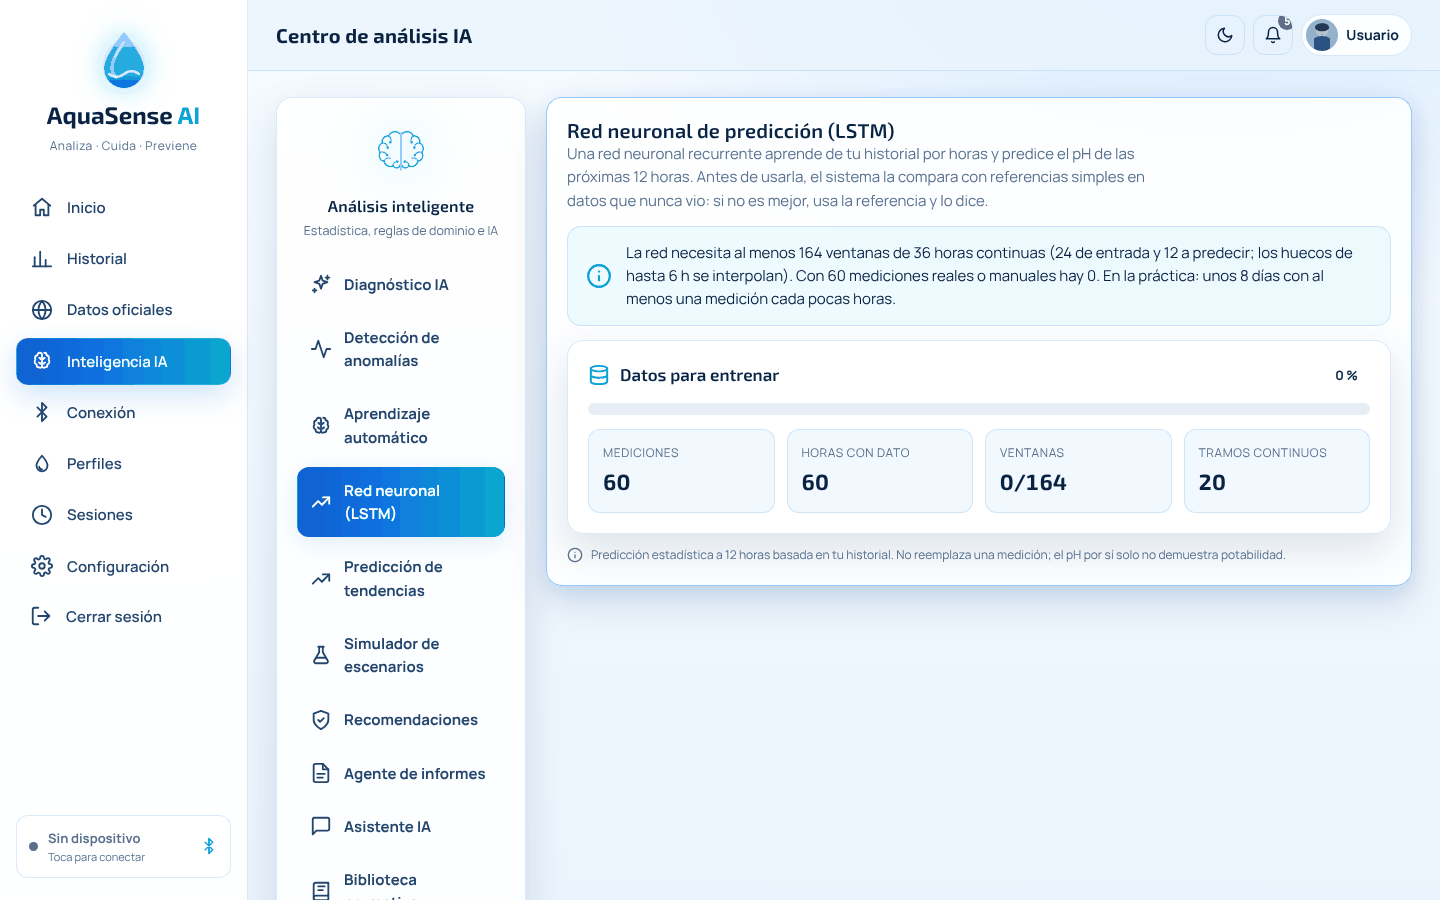 AquaSense AI
Analiza · Cuida · Previene
Inicio
Historial
Datos oficiales
Inteligencia IA
Conexión
Perfiles
Sesiones
Configuración
Cerrar sesión
Sin dispositivo
Toca para conectar
Centro de análisis IA
5
Usuario
Análisis inteligente
Estadística, reglas de dominio e IA
Diagnóstico IA
Detección de
anomalías
Aprendizaje
automático
Red neuronal
(LSTM)
Predicción de
tendencias
Simulador de
escenarios
Recomendaciones
Agente de informes
Asistente IA
Biblioteca
Red neuronal de predicción (LSTM)
Una red neuronal recurrente aprende de tu historial por horas y predice el pH de las
próximas 12 horas. Antes de usarla, el sistema la compara con referencias simples en
datos que nunca vio: si no es mejor, usa la referencia y lo dice.
La red necesita al menos 164 ventanas de 36 horas continuas (24 de entrada y 12 a predecir; los huecos de
hasta 6 h se interpolan). Con 60 mediciones reales o manuales hay 0. En la práctica: unos 8 días con al
menos una medición cada pocas horas.
Datos para entrenar
0 %
MEDICIONES
60
HORAS CON DATO
60
VENTANAS
0/164
TRAMOS CONTINUOS
20
Predicción estadística a 12 horas basada en tu historial. No reemplaza una medición; el pH por sí solo no demuestra potabilidad.